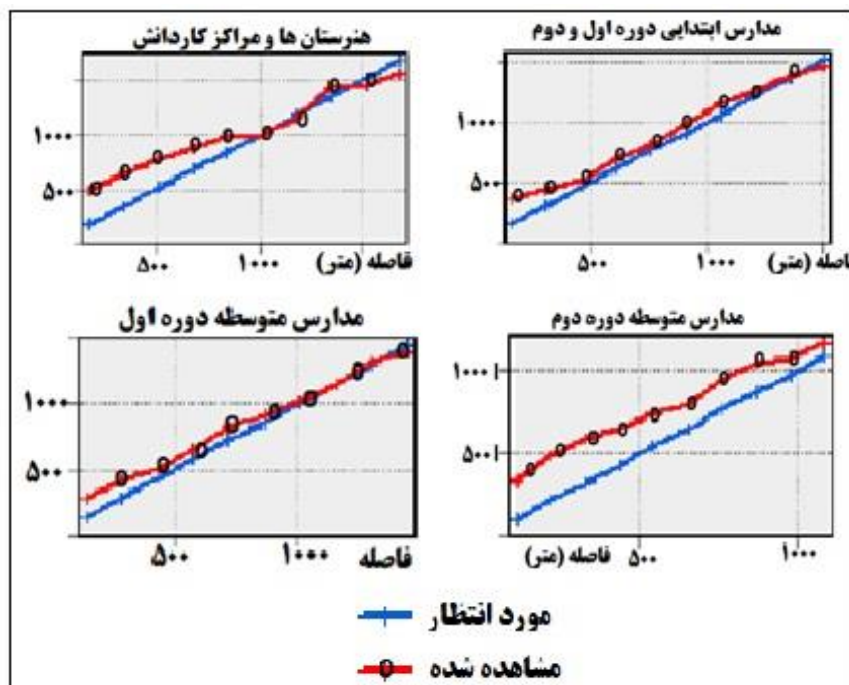 مدارس ابتدایی دوره اول و دوم
۱۰۰۰
۵۰۰
۵۰۰ ۱۰۰۰
فاصله (متر)
هنرستان ها و مراکز کاردانش
۱۰۰۰
۵۰۰
۵۰۰ ۱۰۰۰
فاصله (متر)
مدارس متوسطه دوره دوم
۱۰۰۰
۵۰۰
۵۰۰ ۱۰۰۰
فاصله (متر)
مدارس متوسطه دوره اول
۱۰۰۰
۵۰۰
۵۰۰ ۱۰۰۰
فاصله
مورد انتظار
مشاهده شده